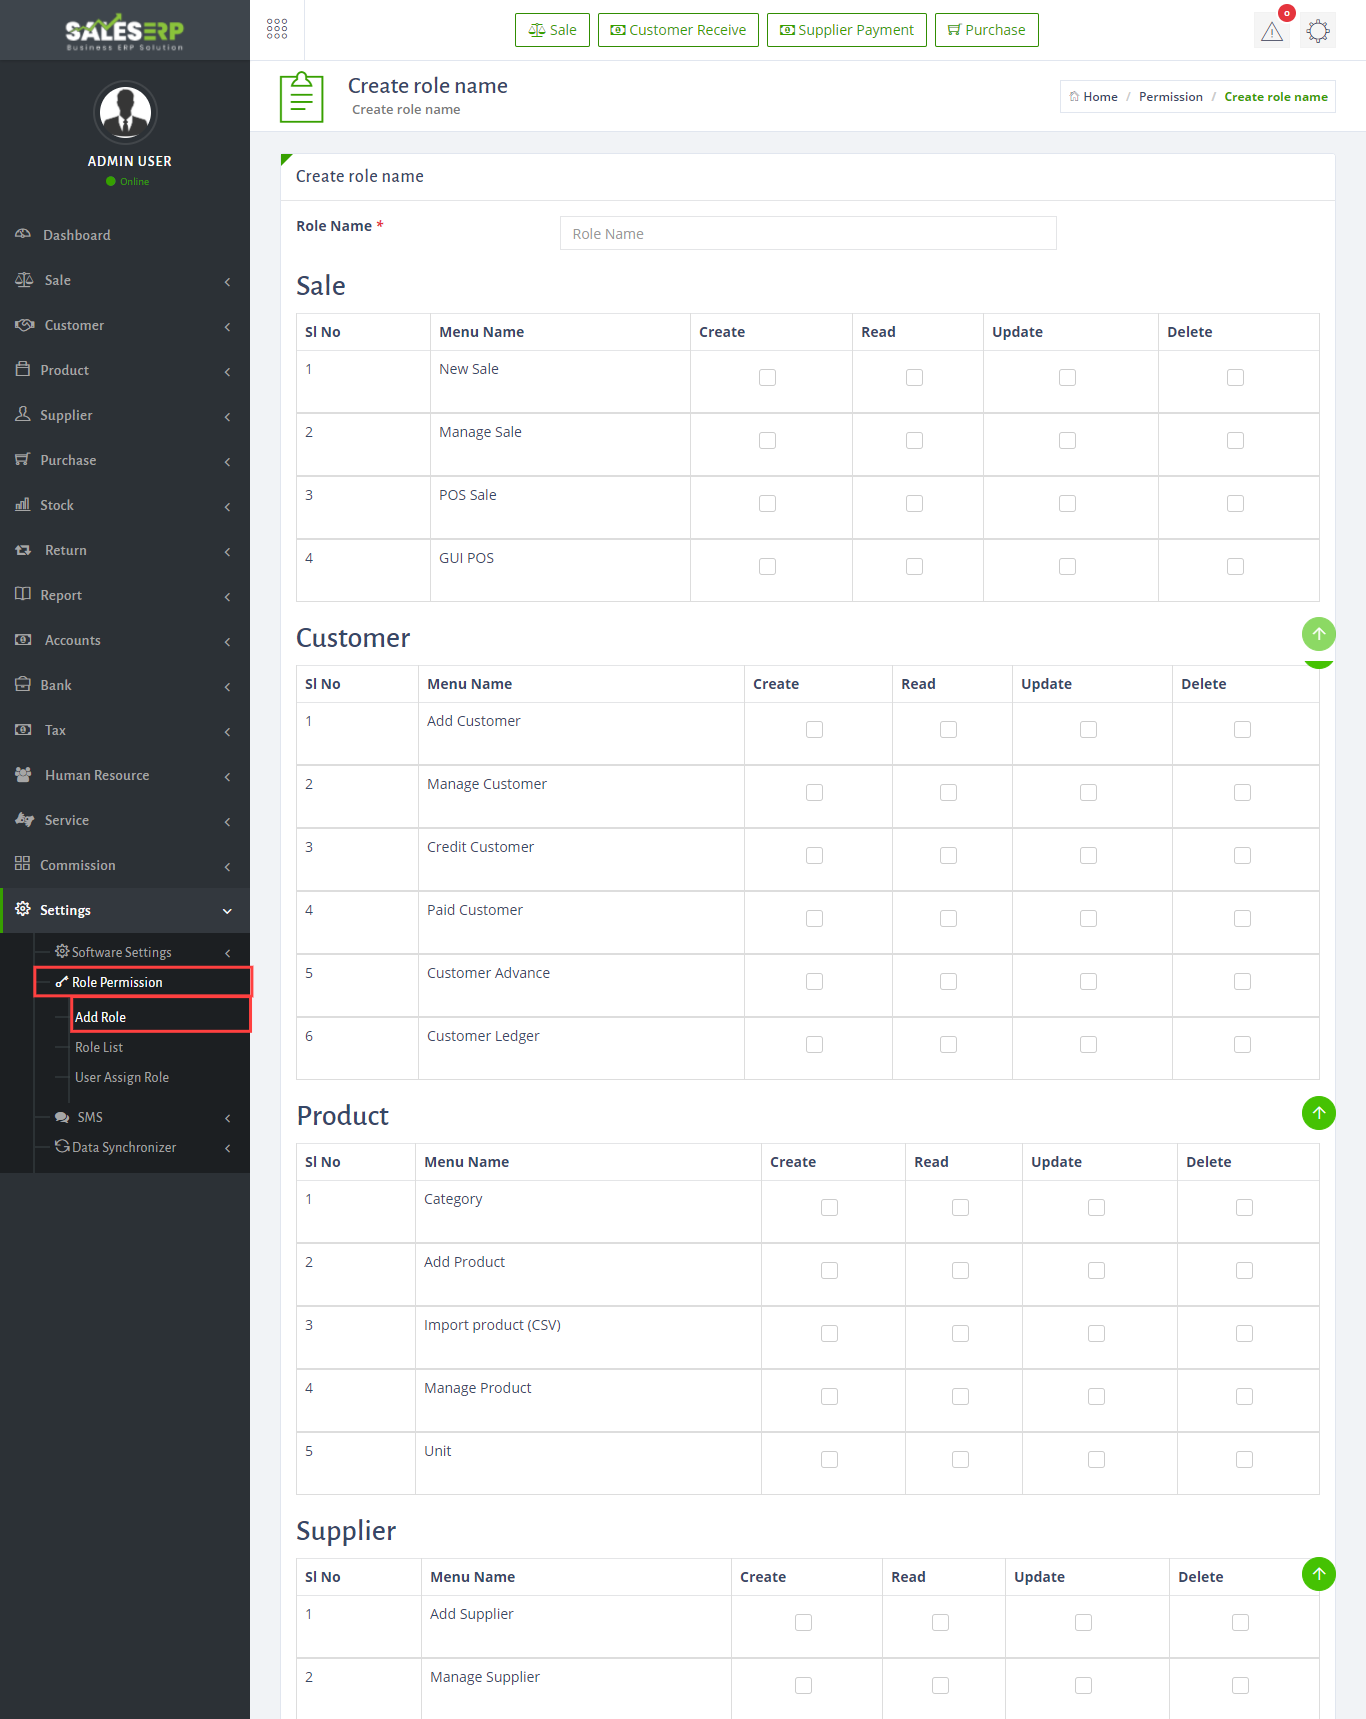 SALESERP
Business ERP Solution
ADMIN USER
Online
Dashboard
Sale
Customer
Product
Supplier
Purchase
Stock
Return
Report
Accounts
Bank
Tax
Human Resource
Service
Commission
Settings
Software Settings
Role Permission
Add Role
Role List
User Assign Role
SMS
Data Synchronizer
Sale Customer Receive Supplier Payment Purchase
0
Create role name
Create role name
Home / Permission / Create role name
Create role name
Role Name *
Role Name
Sale
Sl No Menu Name Create Read Update Delete
1 New Sale
2 Manage Sale
3 POS Sale
4 GUI POS
Customer
Sl No Menu Name Create Read Update Delete
1 Add Customer
2 Manage Customer
3 Credit Customer
4 Paid Customer
5 Customer Advance
6 Customer Ledger
Product
Sl No Menu Name Create Read Update Delete
1 Category
2 Add Product
3 Import product (CSV)
4 Manage Product
5 Unit
Supplier
Sl No Menu Name Create Read Update Delete
1 Add Supplier
2 Manage Supplier